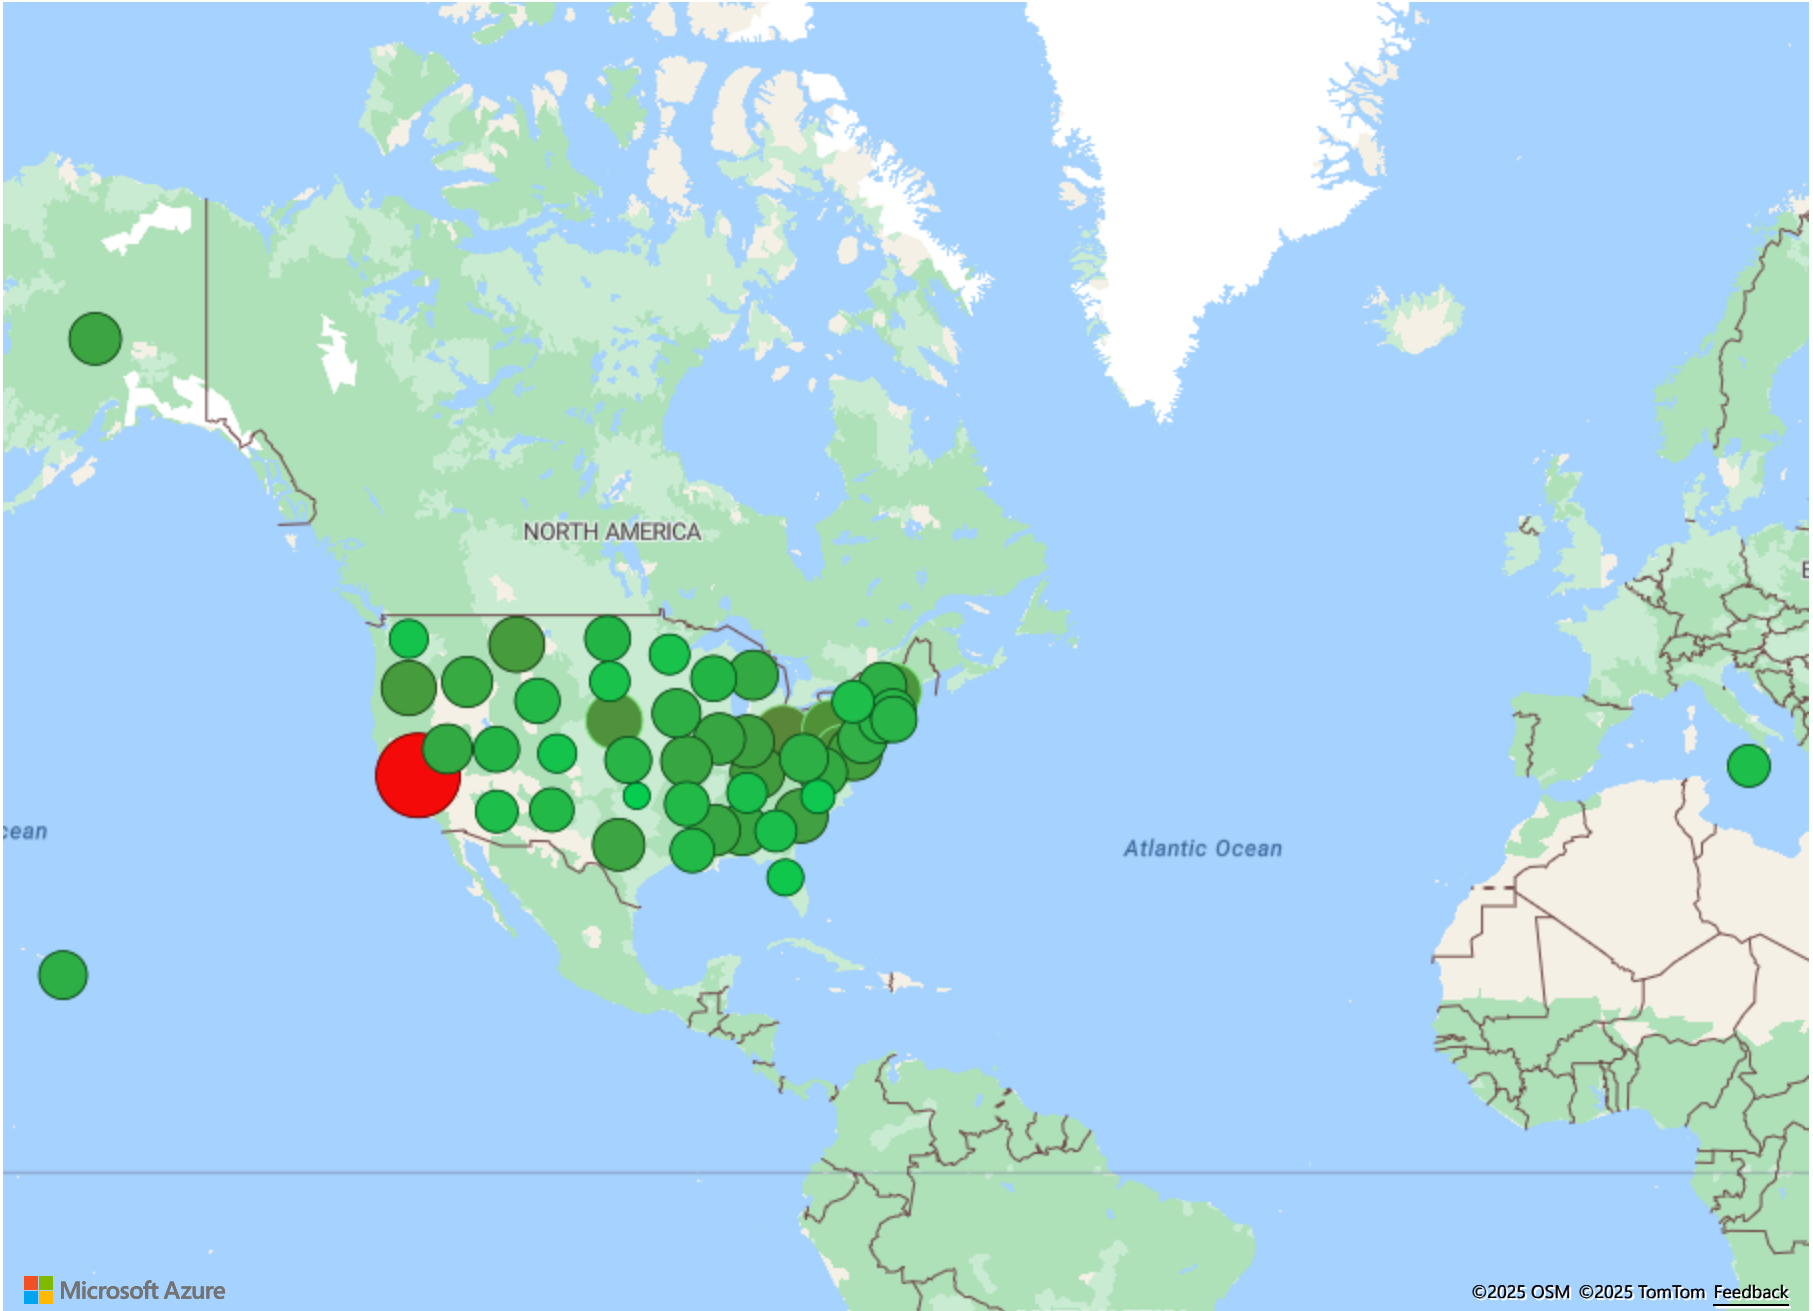 NORTH AMERICA
cean
Atlantic Ocean
E
Microsoft Azure
©2025 OSM ©2025 TomTom Feedback